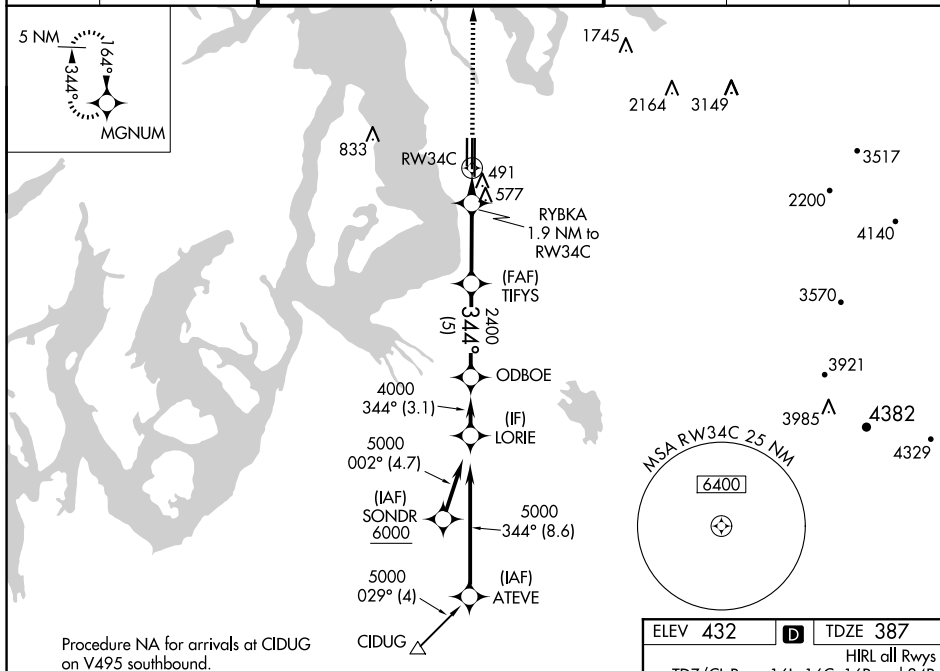 5 NM
164°
344°
MGNUM
1745
2164
3149
833
RW34C
491
577
3517
2200
4140
RYBKA
1.9 NM to
RW34C
(FAF)
TIFYS
3570
2400
344°
(5)
ODBOE
3921
4000
344° (3.1)
(IF)
LORIE
3985
4382
4329
5000
002° (4.7)
MSA RW34C 25 NM
6400
(IAF)
SONDR
6000
5000
344° (8.6)
5000
029° (4)
(IAF)
ATEVE
CIDUG
Procedure NA for arrivals at CIDUG
on V495 southbound.
ELEV 432
D
TDZE 387
HIRL all Rwys